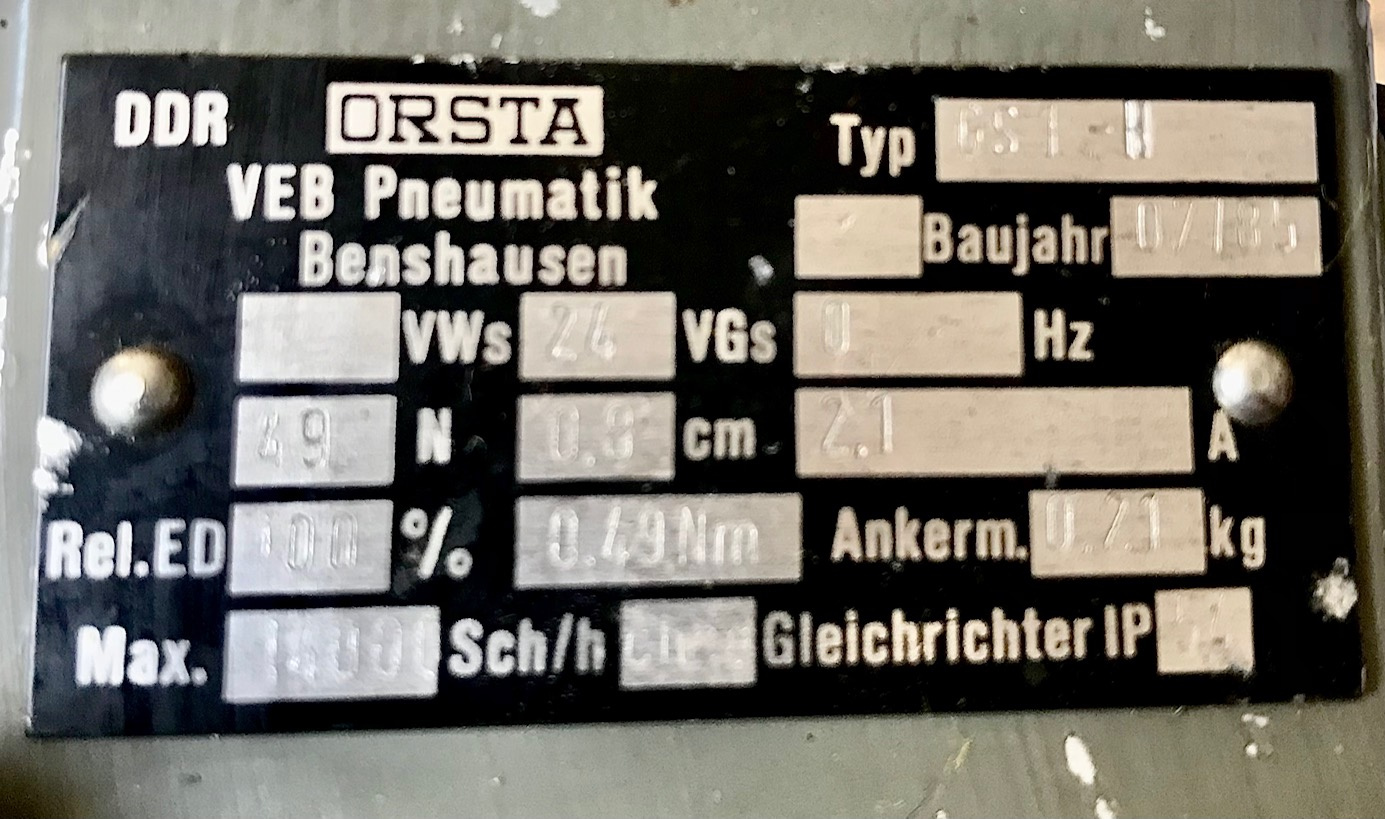 DDR ORSTA Typ GS1-H
VEB Pneumatik Baujahr 07/85
Benshausen
VWs 24 VGs 0 Hz
49 N 0.8 cm 2.1 A
Rel.ED 100 % 0.49Nm Ankerm. 0.21 kg
Max. Sch/h Gleichrichter IP